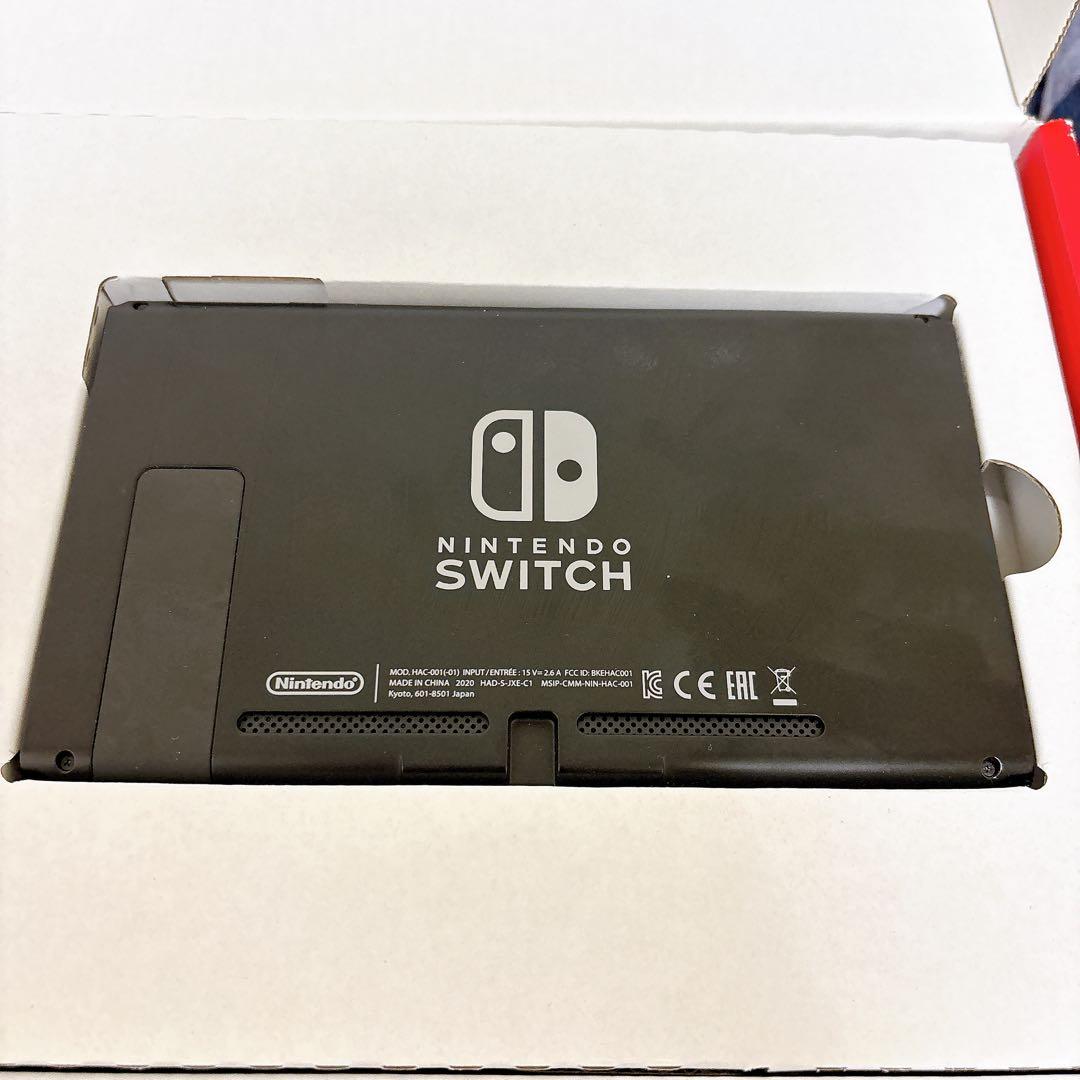 NINTENDO
SWITCH
Nintendo
MOD. HAC-001(-01) INPUT / ENTRÉE : 15 V⎓ 2.6 A FCC ID: BKEHAC001
MADE IN CHINA 2020 HAD-S-JXE-C1 MSIP-CMM-NIN-HAC-001
Kyoto, 601-8501 Japan
CE EAC